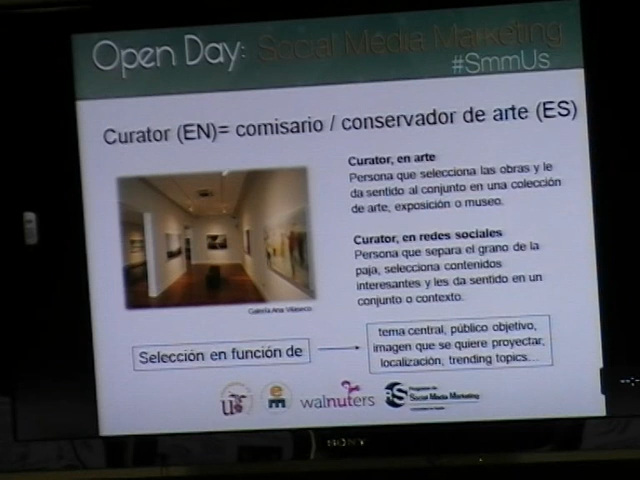 Open Day: Social Media Marketing
#SmmUs
Curator (EN)= comisario / conservador de arte (ES)
Curator, en arte
Persona que selecciona las obras y le
da sentido al conjunto en una colección
de arte, exposición o museo.
Curator, en redes sociales
Persona que separa el grano de la
paja, selecciona contenidos
interesantes y les da sentido en un
conjunto o contexto.
Galería Ana Vilaseco
Selección en función de
tema central, público objetivo,
imagen que se quiere proyectar,
localización, trending topics...
walnuters
Social Media Marketing
SONY